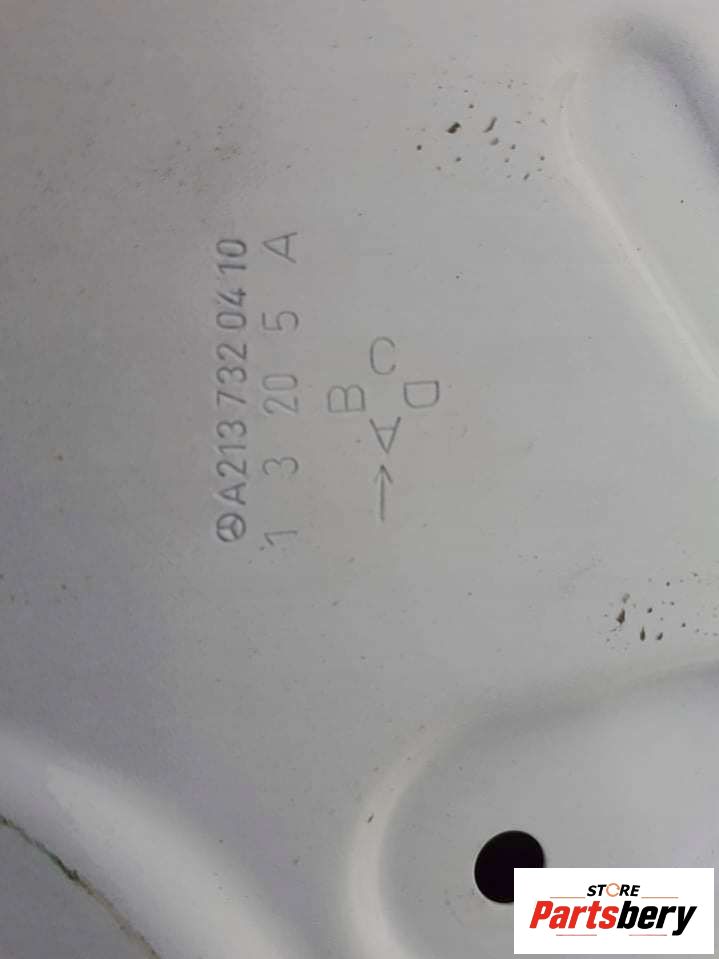 A213 732 04 10
1 3 20 5 A
B C
→ A D
STORE
Partsbery